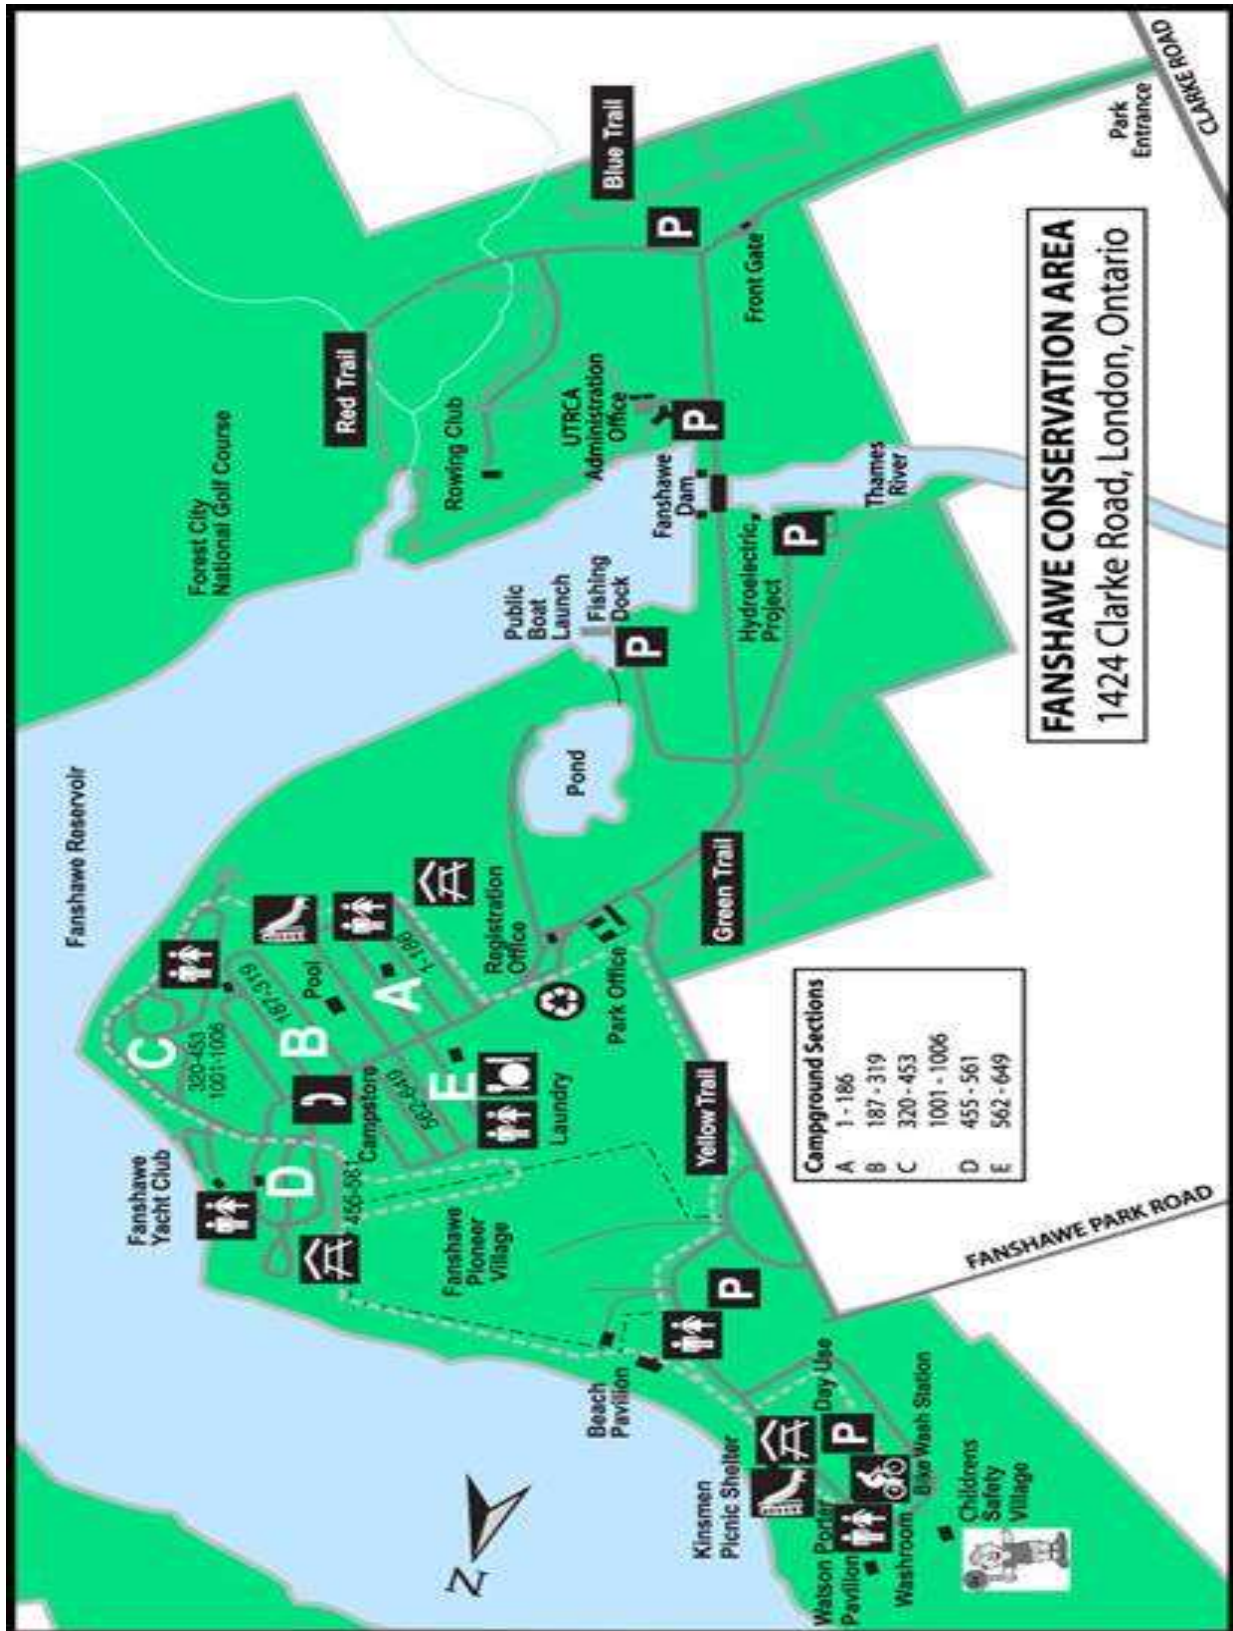 Fanshawe
Yacht Club
Fanshawe Reservoir
Forest City
National Golf Course
Red Trail
Blue Trail
CLARKE ROAD
Park
Entrance
C
320-453
1001-1006
187-319
B
Pool
A
1-186
D
455-561
Campstore
562-649
E
Laundry
Fanshawe
Pioneer
Village
Registration
Office
Park Office
Pond
Public
Boat
Launch
Fishing
Dock
P
Rowing Club
UTRCA
Administration
Office
P
Fanshawe
Dam
P
Front Gate
Hydroelectric
Project
P
Thames
River
Green Trail
Yellow Trail
Beach
Pavilion
P
Kinsmen
Picnic Shelter
Day Use
P
Bike Wash Station
Watson Porter
Pavilion
Washroom
Childrens
Safety
Village
N
FANSHAWE PARK ROAD
Campground Sections
A 1 - 186
B 187 - 319
C 320 - 453
1001 - 1006
D 455 - 561
E 562 - 649
FANSHAWE CONSERVATION AREA
1424 Clarke Road, London, Ontario